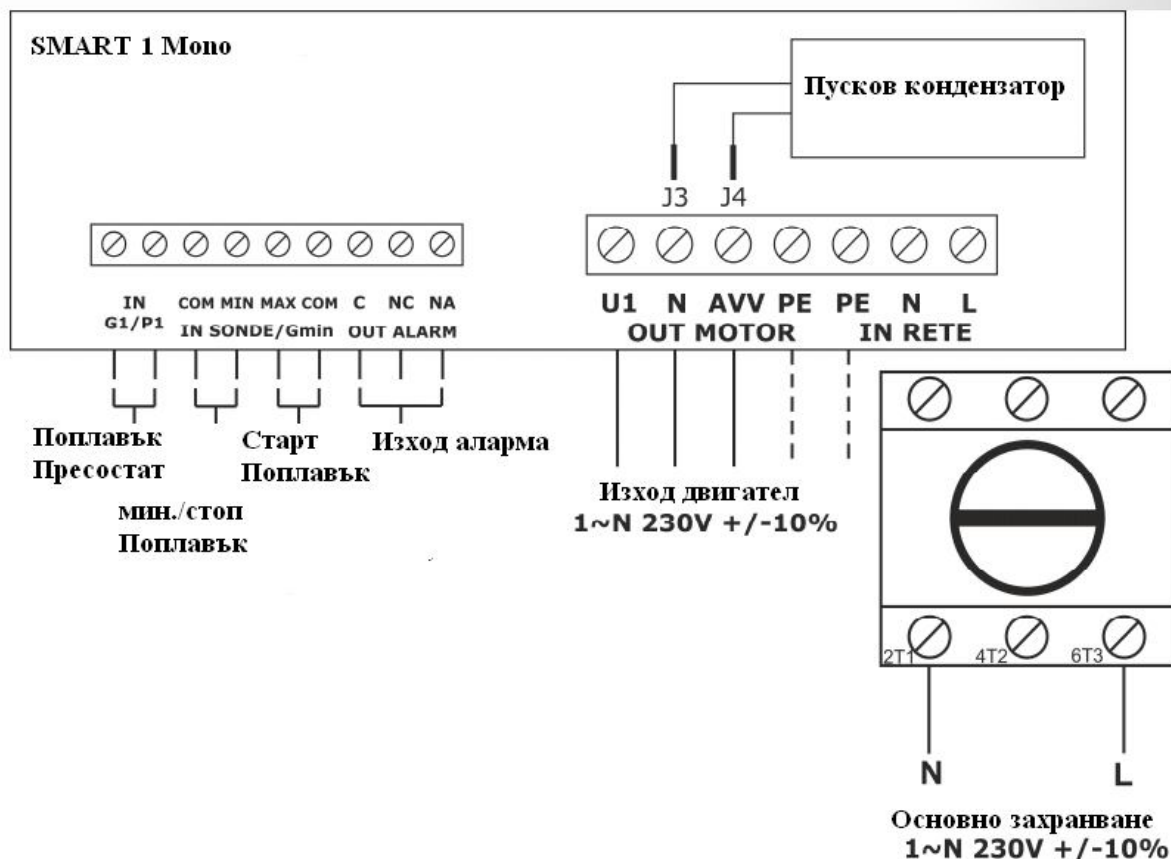 SMART 1 Mono
Пусков кондензатор
J3 J4
IN COM MIN MAX COM C NC NA
G1/P1 IN SONDE/Gmin OUT ALARM
U1 N AVV PE PE N L
OUT MOTOR IN RETE
Поплавък
Пресостат
мин./стоп
Поплавък
Старт
Поплавък
Изход аларма
Изход двигател
1~N 230V +/-10%
2T1 4T2 6T3
N L
Основно захранване
1~N 230V +/-10%